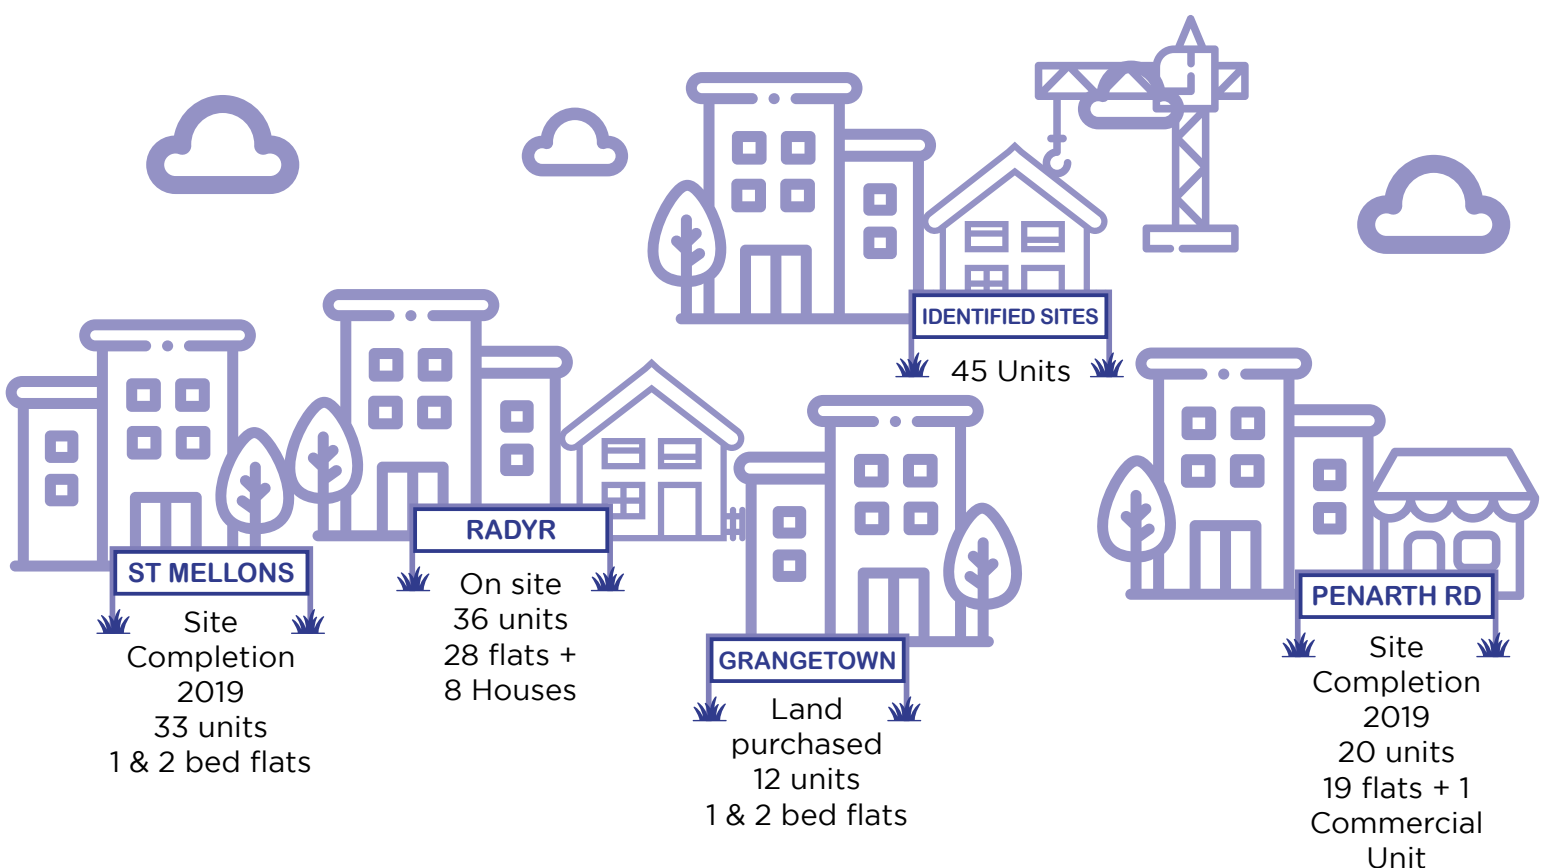 IDENTIFIED SITES
45 Units
ST MELLONS
Site
Completion
2019
33 units
1 & 2 bed flats
RADYR
On site
36 units
28 flats +
8 Houses
GRANGETOWN
Land
purchased
12 units
1 & 2 bed flats
PENARTH RD
Site
Completion
2019
20 units
19 flats + 1
Commercial
Unit